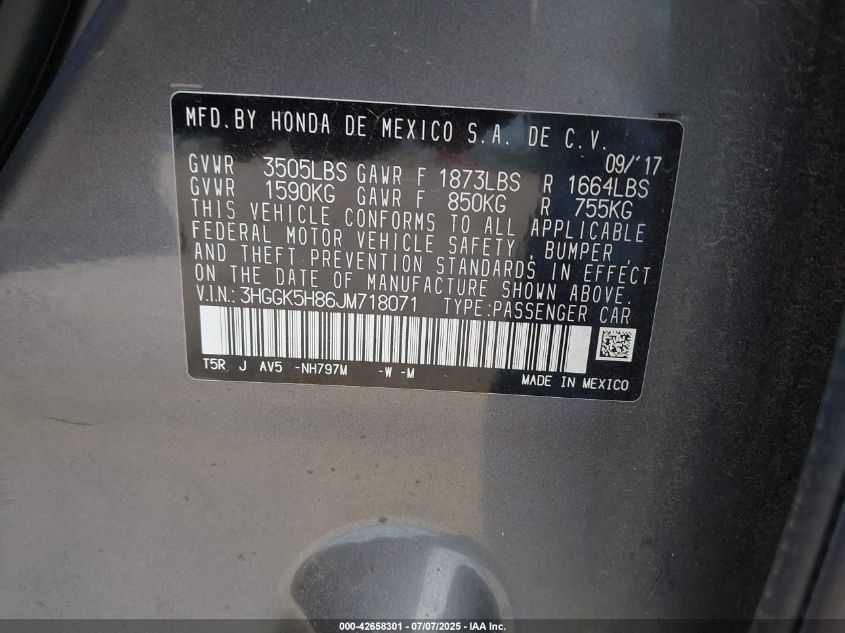 MFD.BY HONDA DE MEXICO S.A. DE C.V.
09/'17
GVWR 3505LBS GAWR F 1873LBS R 1664LBS
GVWR 1590KG GAWR F 850KG R 755KG
THIS VEHICLE CONFORMS TO ALL APPLICABLE
FEDERAL MOTOR VEHICLE SAFETY, BUMPER,
AND THEFT PREVENTION STANDARDS IN EFFECT
ON THE DATE OF MANUFACTURE SHOWN ABOVE.
V.I.N.:3HGGK5H86JM718071 TYPE:PASSENGER CAR
T5R J AV5 -NH797M -W -M
MADE IN MEXICO
000-42658301 - 07/07/2025 - IAA Inc.